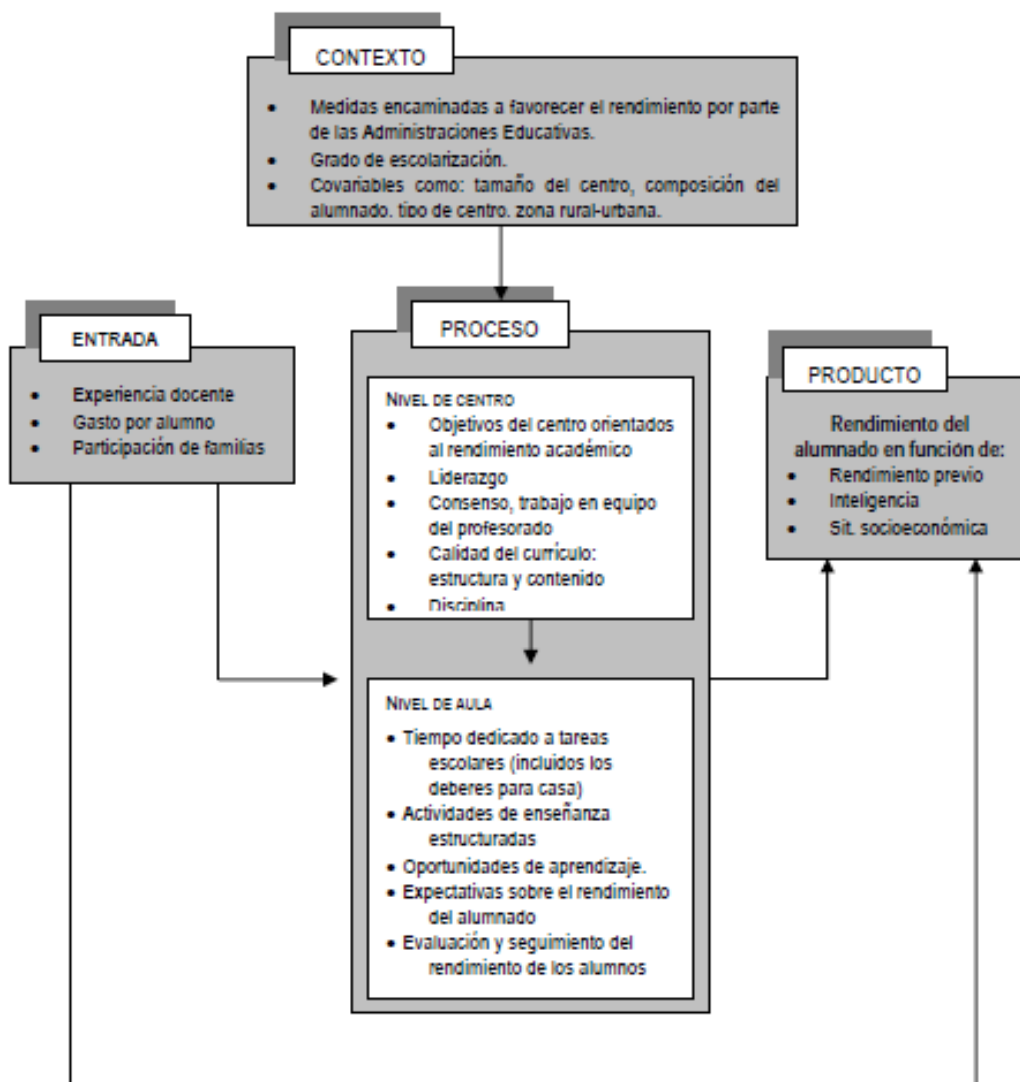 CONTEXTO
• Medidas encaminadas a favorecer el rendimiento por parte
de las Administraciones Educativas.
• Grado de escolarización.
• Covariables como: tamaño del centro, composición del
alumnado, tipo de centro, zona rural-urbana.
ENTRADA
• Experiencia docente
• Gasto por alumno
• Participación de familias
PROCESO
NIVEL DE CENTRO
• Objetivos del centro orientados
al rendimiento académico
• Liderazgo
• Consenso, trabajo en equipo
del profesorado
• Calidad del currículo:
estructura y contenido
• Disciplina
NIVEL DE AULA
• Tiempo dedicado a tareas
escolares (incluidos los
deberes para casa)
• Actividades de enseñanza
estructuradas
• Oportunidades de aprendizaje.
• Expectativas sobre el rendimiento
del alumnado
• Evaluación y seguimiento del
rendimiento de los alumnos
PRODUCTO
Rendimiento del
alumnado en función de:
• Rendimiento previo
• Inteligencia
• Sit. socioeconómica